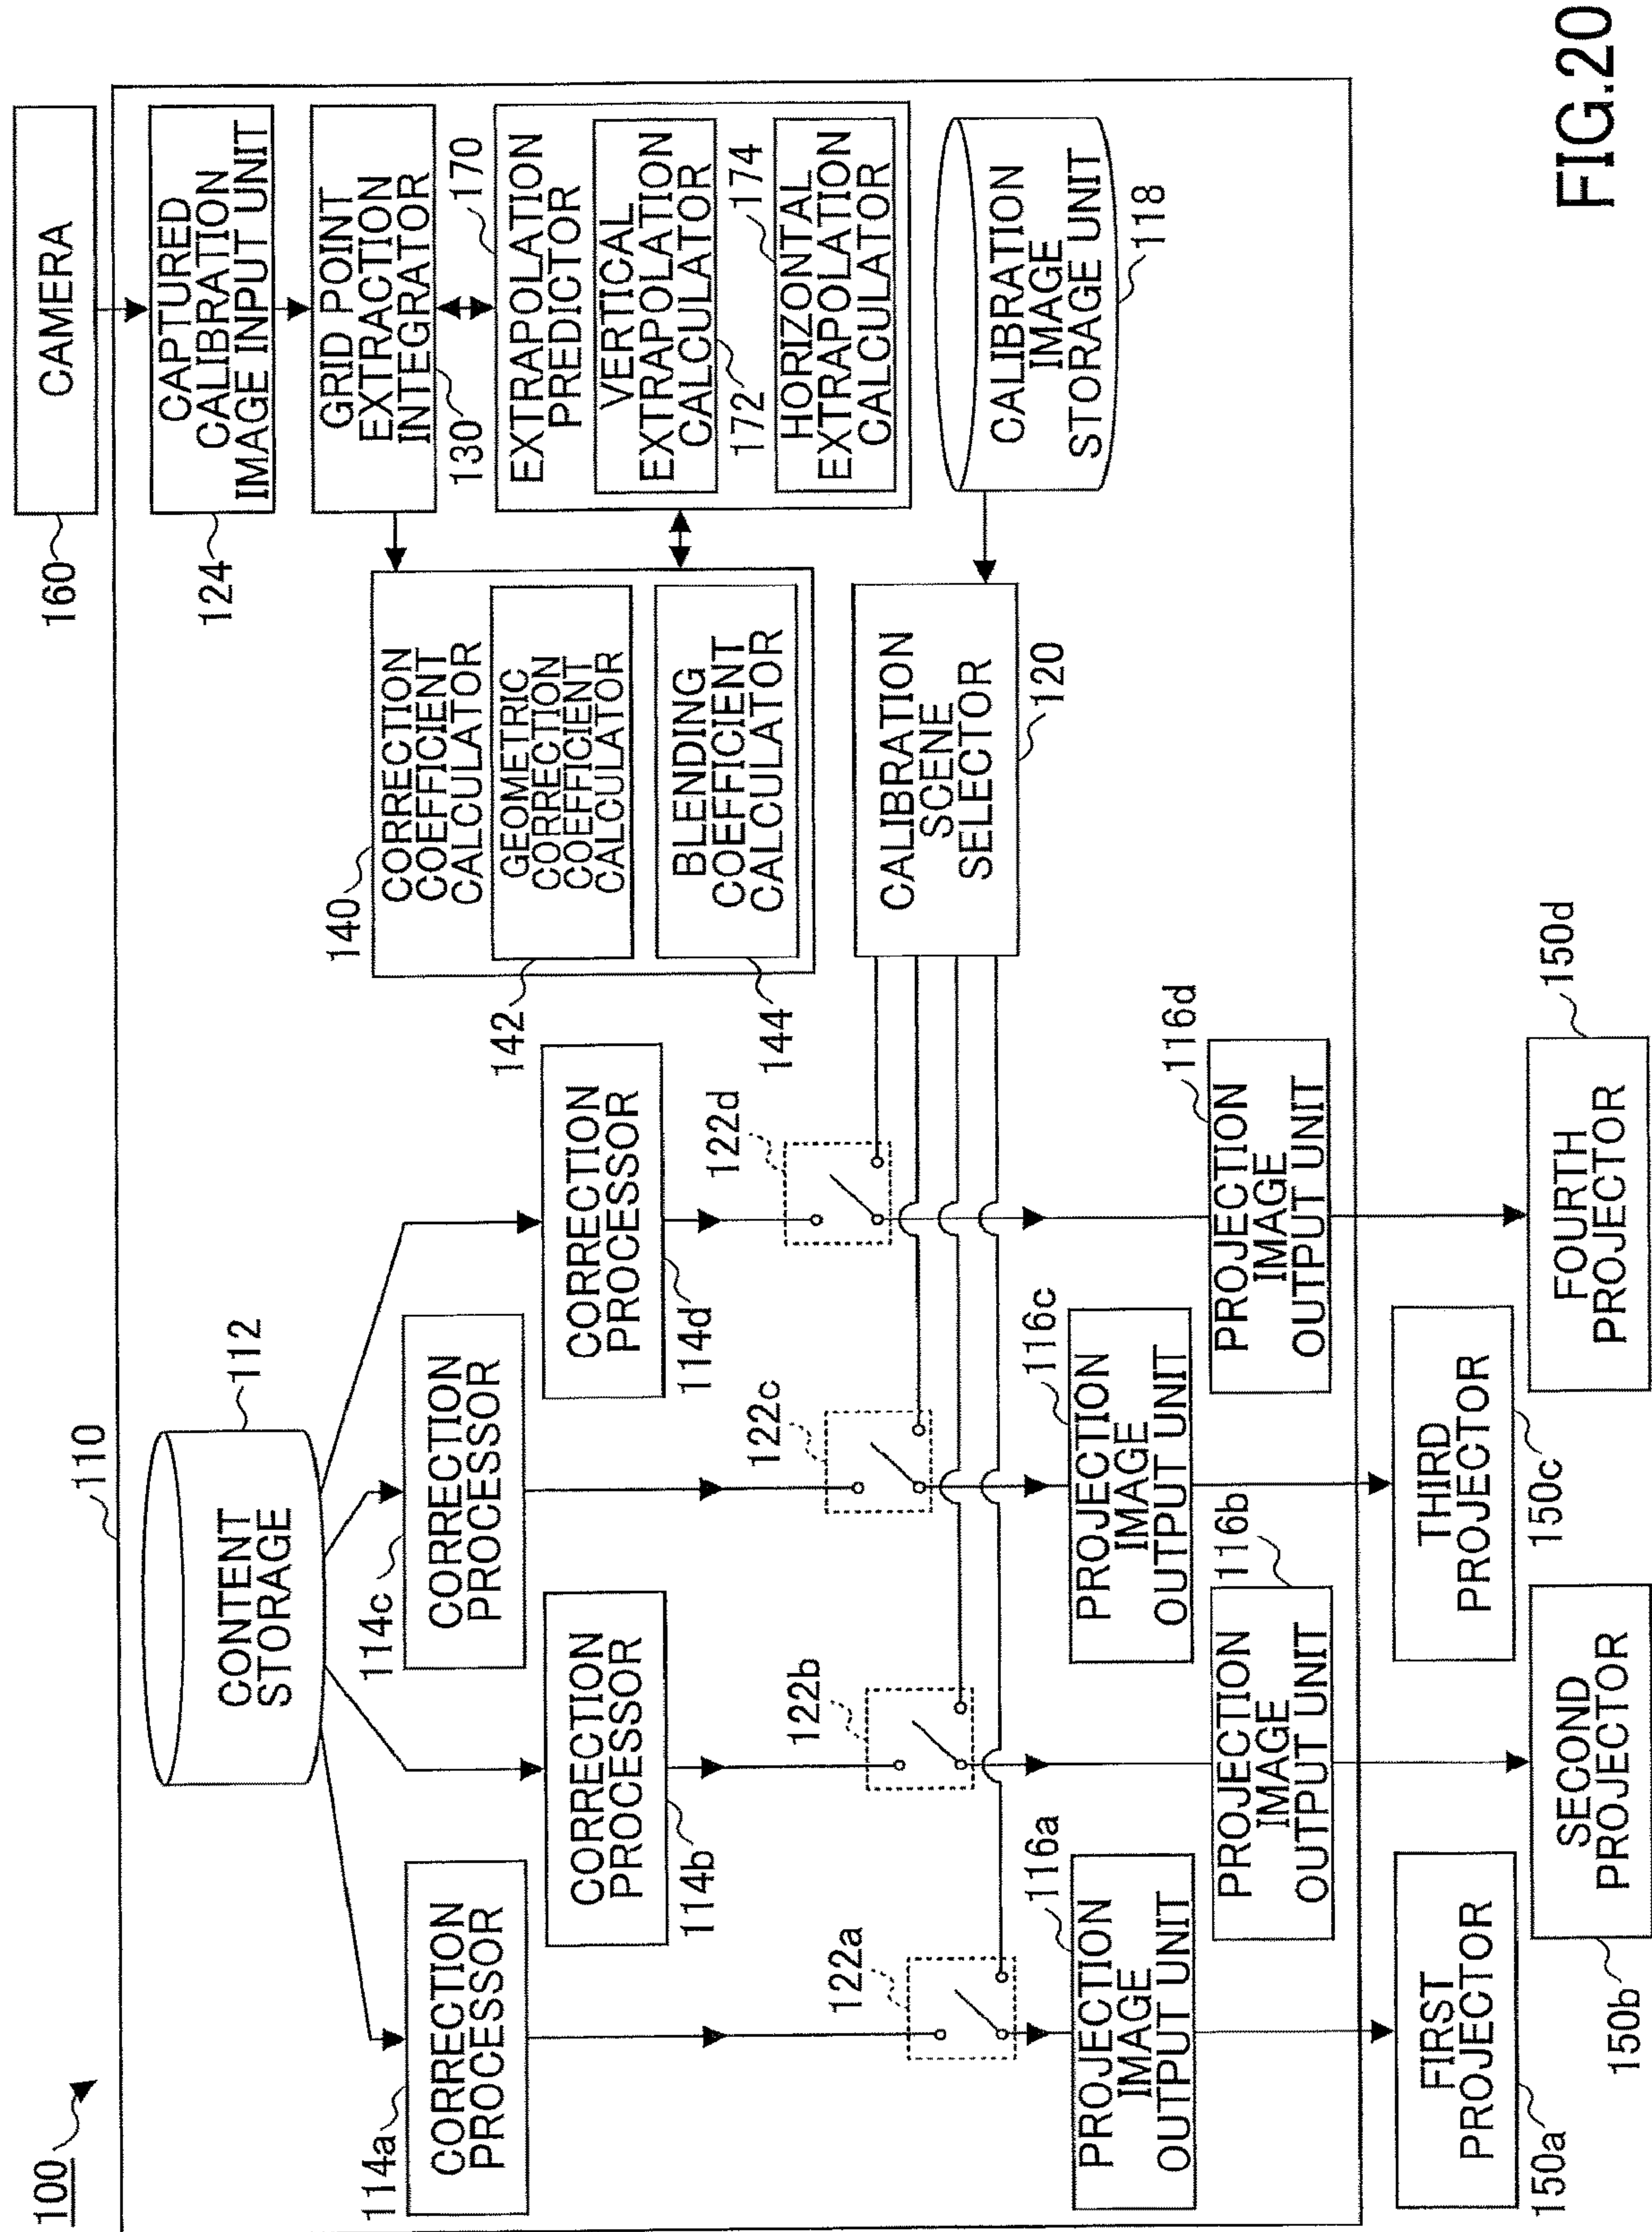 100
110
CONTENT
STORAGE
112
160
CAMERA
124
CAPTURED
CALIBRATION
IMAGE INPUT UNIT
GRID POINT
EXTRACTION
INTEGRATOR
130
170
EXTRAPOLATION
PREDICTOR
VERTICAL
EXTRAPOLATION
CALCULATOR
172
174
HORIZONTAL
EXTRAPOLATION
CALCULATOR
CALIBRATION
IMAGE
STORAGE UNIT
118
140
CORRECTION
COEFFICIENT
CALCULATOR
GEOMETRIC
CORRECTION
COEFFICIENT
CALCULATOR
142
BLENDING
COEFFICIENT
CALCULATOR
144
CALIBRATION
SCENE
SELECTOR
120
114a
CORRECTION
PROCESSOR
CORRECTION
PROCESSOR
114b
114c
CORRECTION
PROCESSOR
CORRECTION
PROCESSOR
114d
122a
122b
122c
122d
116a
PROJECTION
IMAGE
OUTPUT UNIT
116b
PROJECTION
IMAGE
OUTPUT UNIT
116c
PROJECTION
IMAGE
OUTPUT UNIT
116d
PROJECTION
IMAGE
OUTPUT UNIT
FIRST
PROJECTOR
150a
SECOND
PROJECTOR
150b
THIRD
PROJECTOR
150c
FOURTH
PROJECTOR
150d
FIG.20